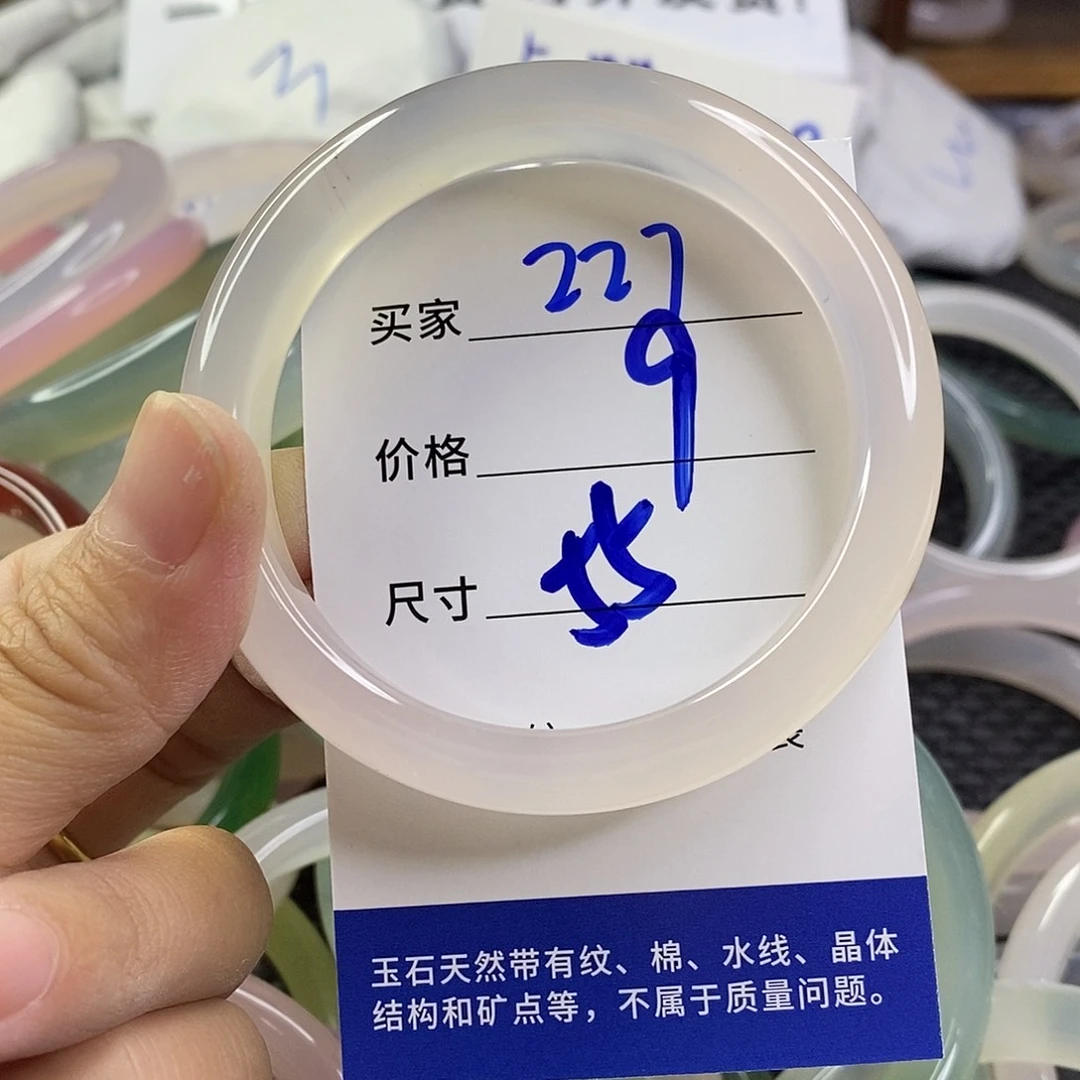 买家 227
9
价格
尺寸 55
玉石天然带有纹、棉、水线、晶体
结构和矿点等，不属于质量问题。